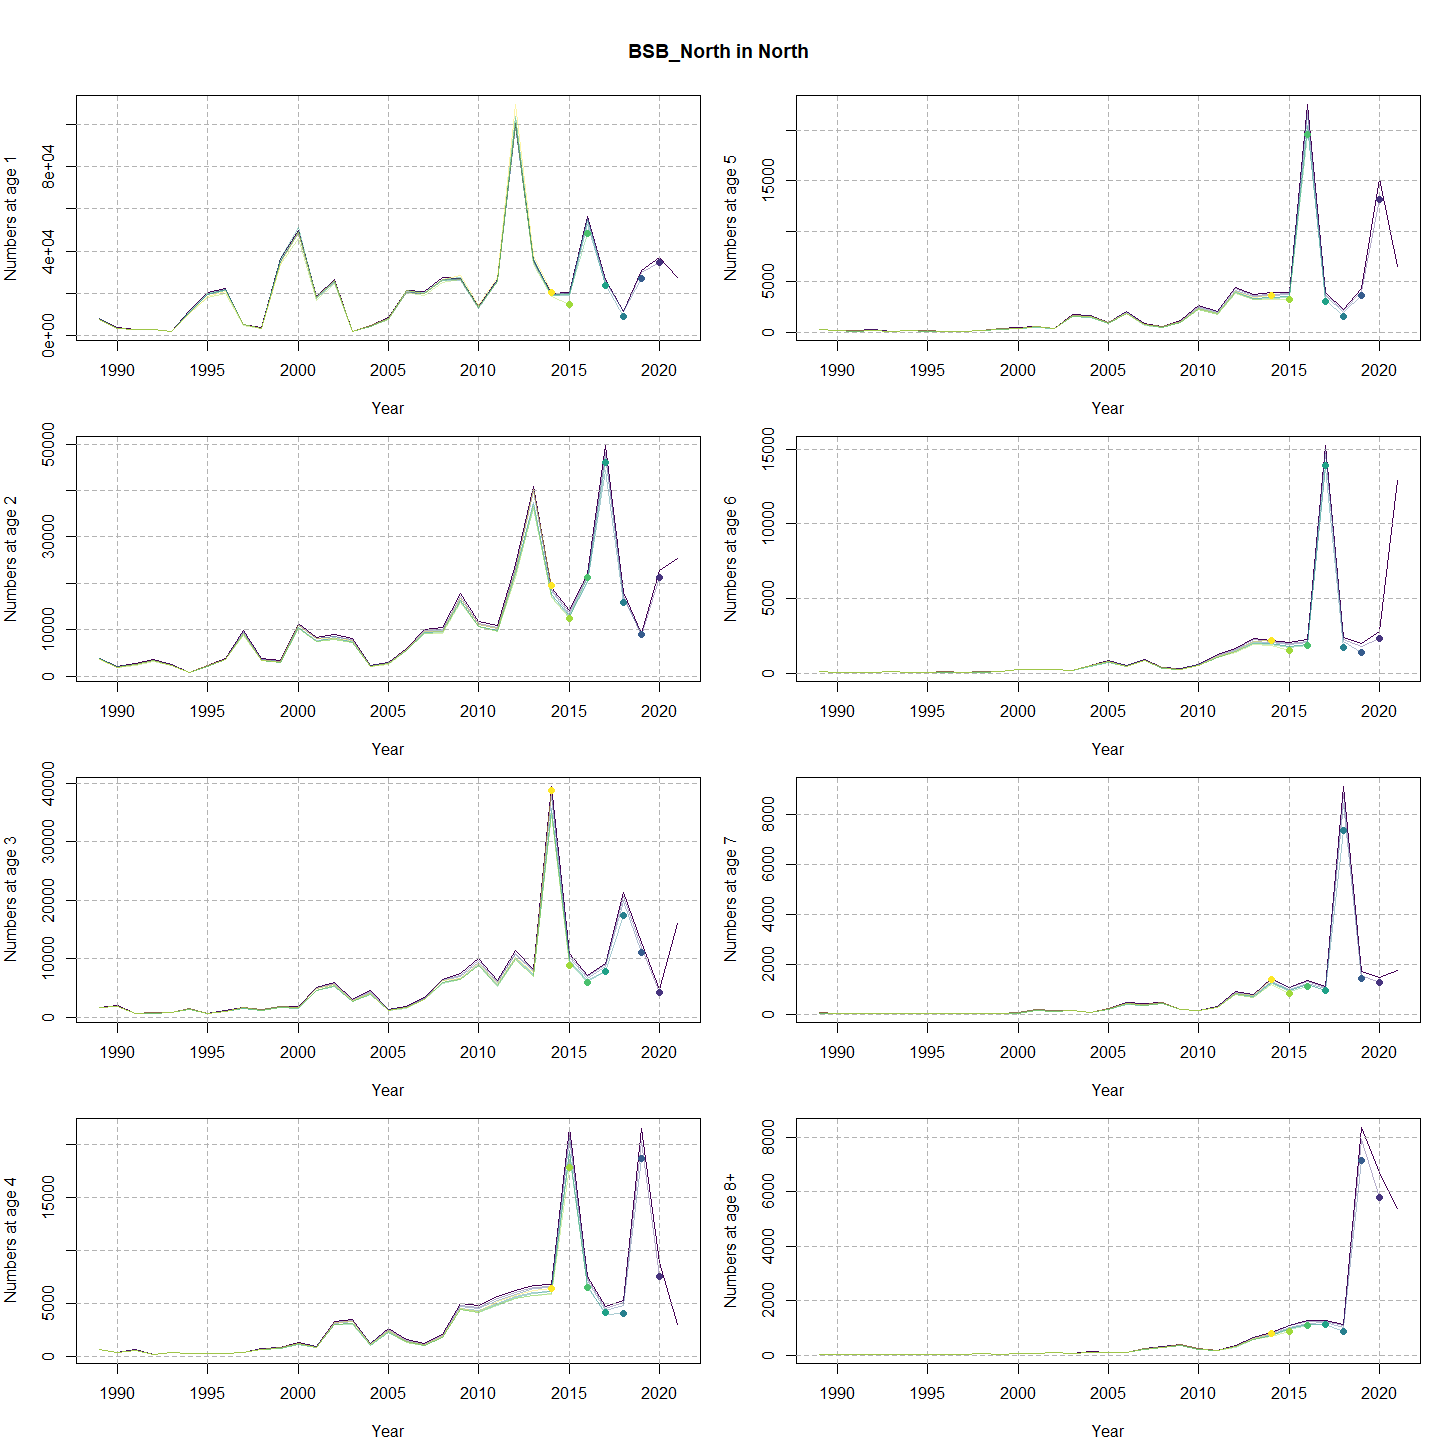 BSB_North in North
Numbers at age 1
0e+00 4e+04 8e+04
1990 1995 2000 2005 2010 2015 2020
Year
Numbers at age 5
0 5000 15000
1990 1995 2000 2005 2010 2015 2020
Year
Numbers at age 2
0 10000 30000 50000
1990 1995 2000 2005 2010 2015 2020
Year
Numbers at age 6
0 5000 10000 15000
1990 1995 2000 2005 2010 2015 2020
Year
Numbers at age 3
0 10000 20000 30000 40000
1990 1995 2000 2005 2010 2015 2020
Year
Numbers at age 7
0 2000 4000 6000 8000
1990 1995 2000 2005 2010 2015 2020
Year
Numbers at age 4
0 5000 15000
1990 1995 2000 2005 2010 2015 2020
Year
Numbers at age 8+
0 2000 4000 6000 8000
1990 1995 2000 2005 2010 2015 2020
Year